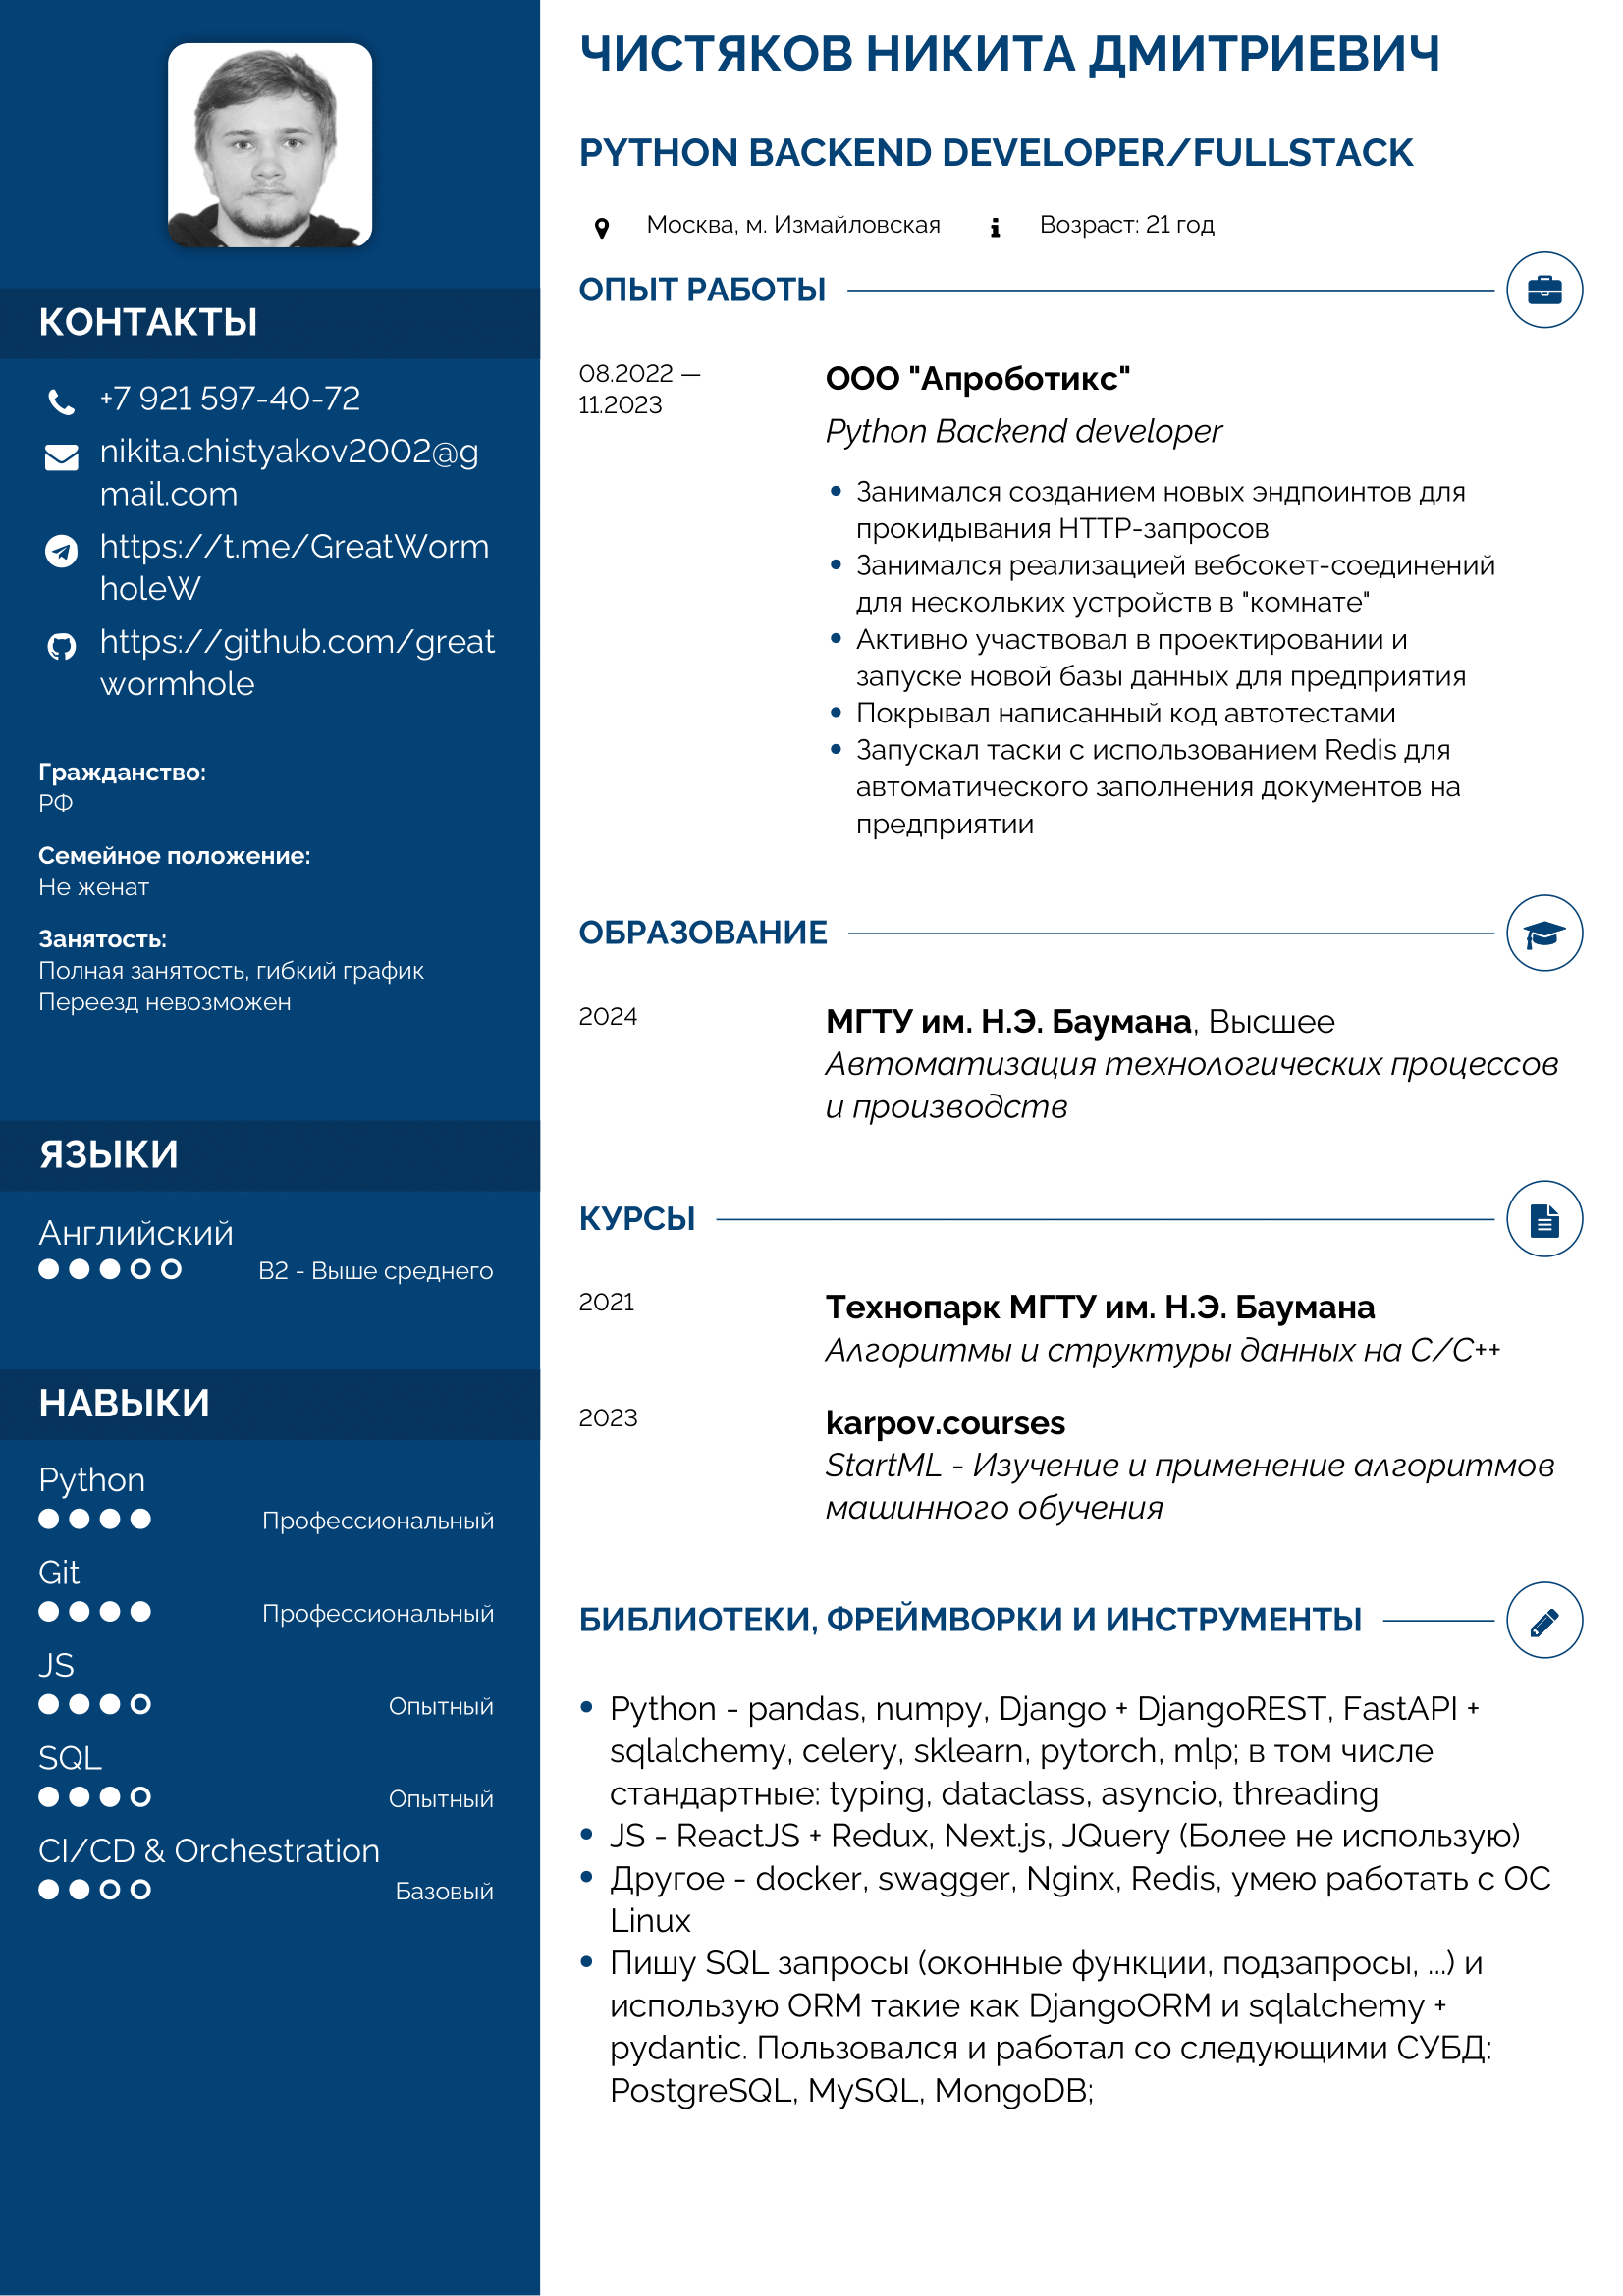 ЧИСТЯКОВ НИКИТА ДМИТРИЕВИЧ
PYTHON BACKEND DEVELOPER/FULLSTACK
Москва, м. Измайловская
Возраст: 21 год
КОНТАКТЫ
+7 921 597-40-72
nikita.chistyakov2002@g
mail.com
https://t.me/GreatWorm
holeW
https://github.com/great
wormhole
Гражданство:
РФ
Семейное положение:
Не женат
Занятость:
Полная занятость, гибкий график
Переезд невозможен
ЯЗЫКИ
Английский
B2 - Выше среднего
НАВЫКИ
Python
Профессиональный
Git
Профессиональный
JS
Опытный
SQL
Опытный
CI/CD & Orchestration
Базовый
ОПЫТ РАБОТЫ
08.2022 —
11.2023
ООО "Апроботикс"
Python Backend developer
• Занимался созданием новых эндпоинтов для
прокидывания HTTP-запросов
• Занимался реализацией вебсокет-соединений
для нескольких устройств в "комнате"
• Активно участвовал в проектировании и
запуске новой базы данных для предприятия
• Покрывал написанный код автотестами
• Запускал таски с использованием Redis для
автоматического заполнения документов на
предприятии
ОБРАЗОВАНИЕ
2024
МГТУ им. Н.Э. Баумана, Высшее
Автоматизация технологических процессов
и производств
КУРСЫ
2021
Технопарк МГТУ им. Н.Э. Баумана
Алгоритмы и структуры данных на C/C++
2023
karpov.courses
StartML - Изучение и применение алгоритмов
машинного обучения
БИБЛИОТЕКИ, ФРЕЙМВОРКИ И ИНСТРУМЕНТЫ
• Python - pandas, numpy, Django + DjangoREST, FastAPI +
sqlalchemy, celery, sklearn, pytorch, mlp; в том числе
стандартные: typing, dataclass, asyncio, threading
• JS - ReactJS + Redux, Next.js, JQuery (Более не использую)
• Другое - docker, swagger, Nginx, Redis, умею работать с ОС
Linux
• Пишу SQL запросы (оконные функции, подзапросы, ...) и
использую ORM такие как DjangoORM и sqlalchemy +
pydantic. Пользовался и работал со следующими СУБД:
PostgreSQL, MySQL, MongoDB;